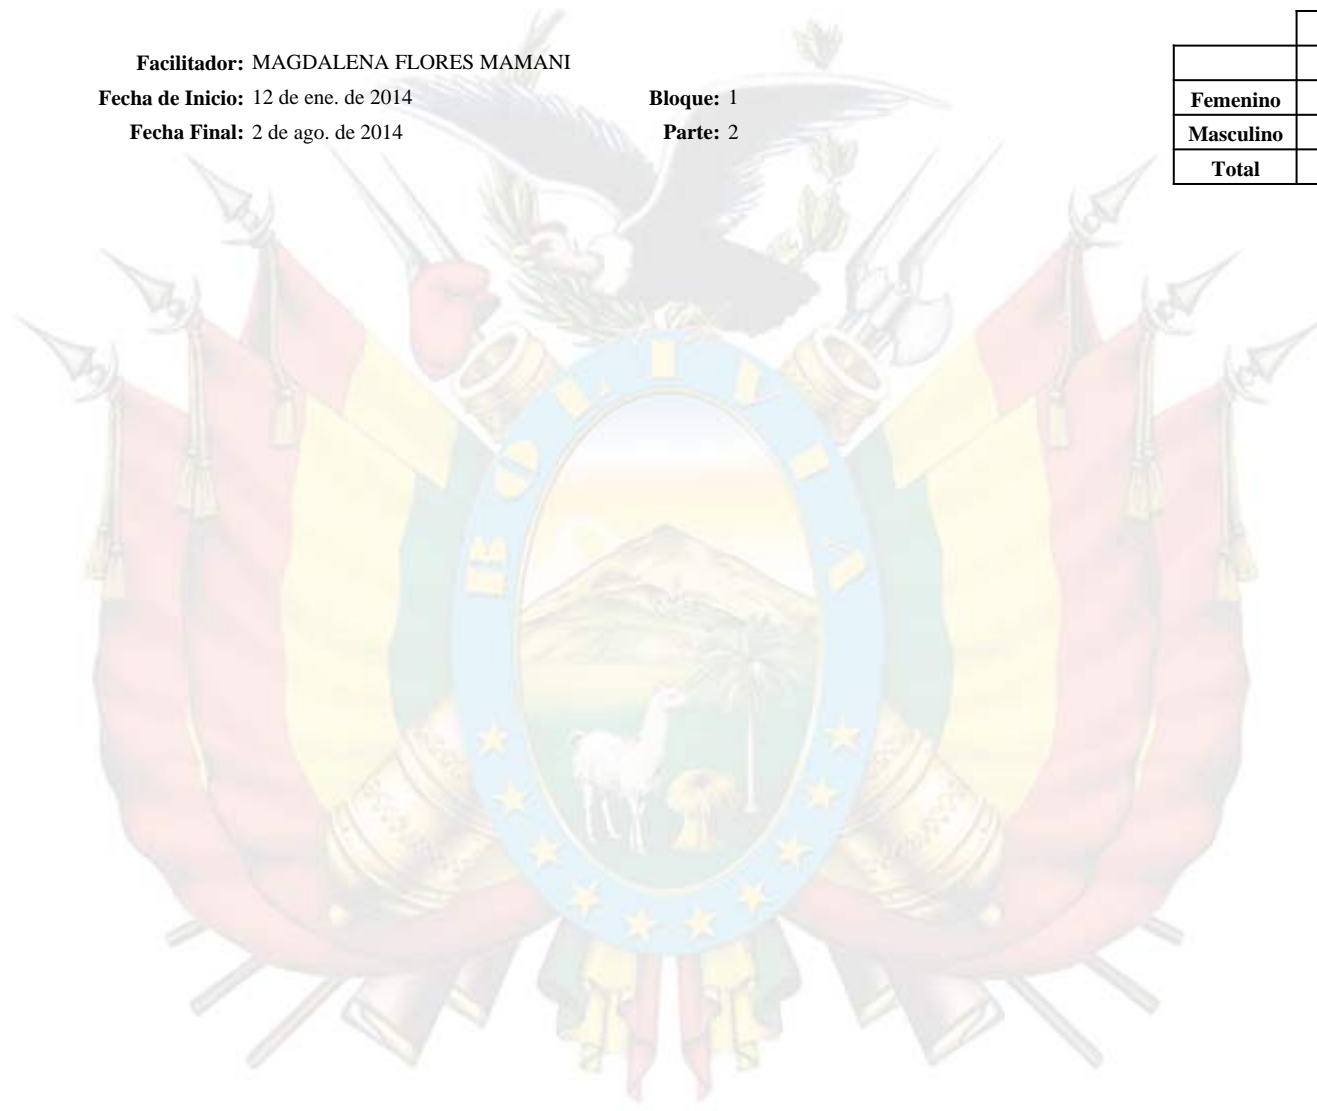 Facilitador: MAGDALENA FLORES MAMANI
Fecha de Inicio: 12 de ene. de 2014 Bloque: 1
Fecha Final: 2 de ago. de 2014 Parte: 2
Femenino
Masculino
Total
BOLIVIA